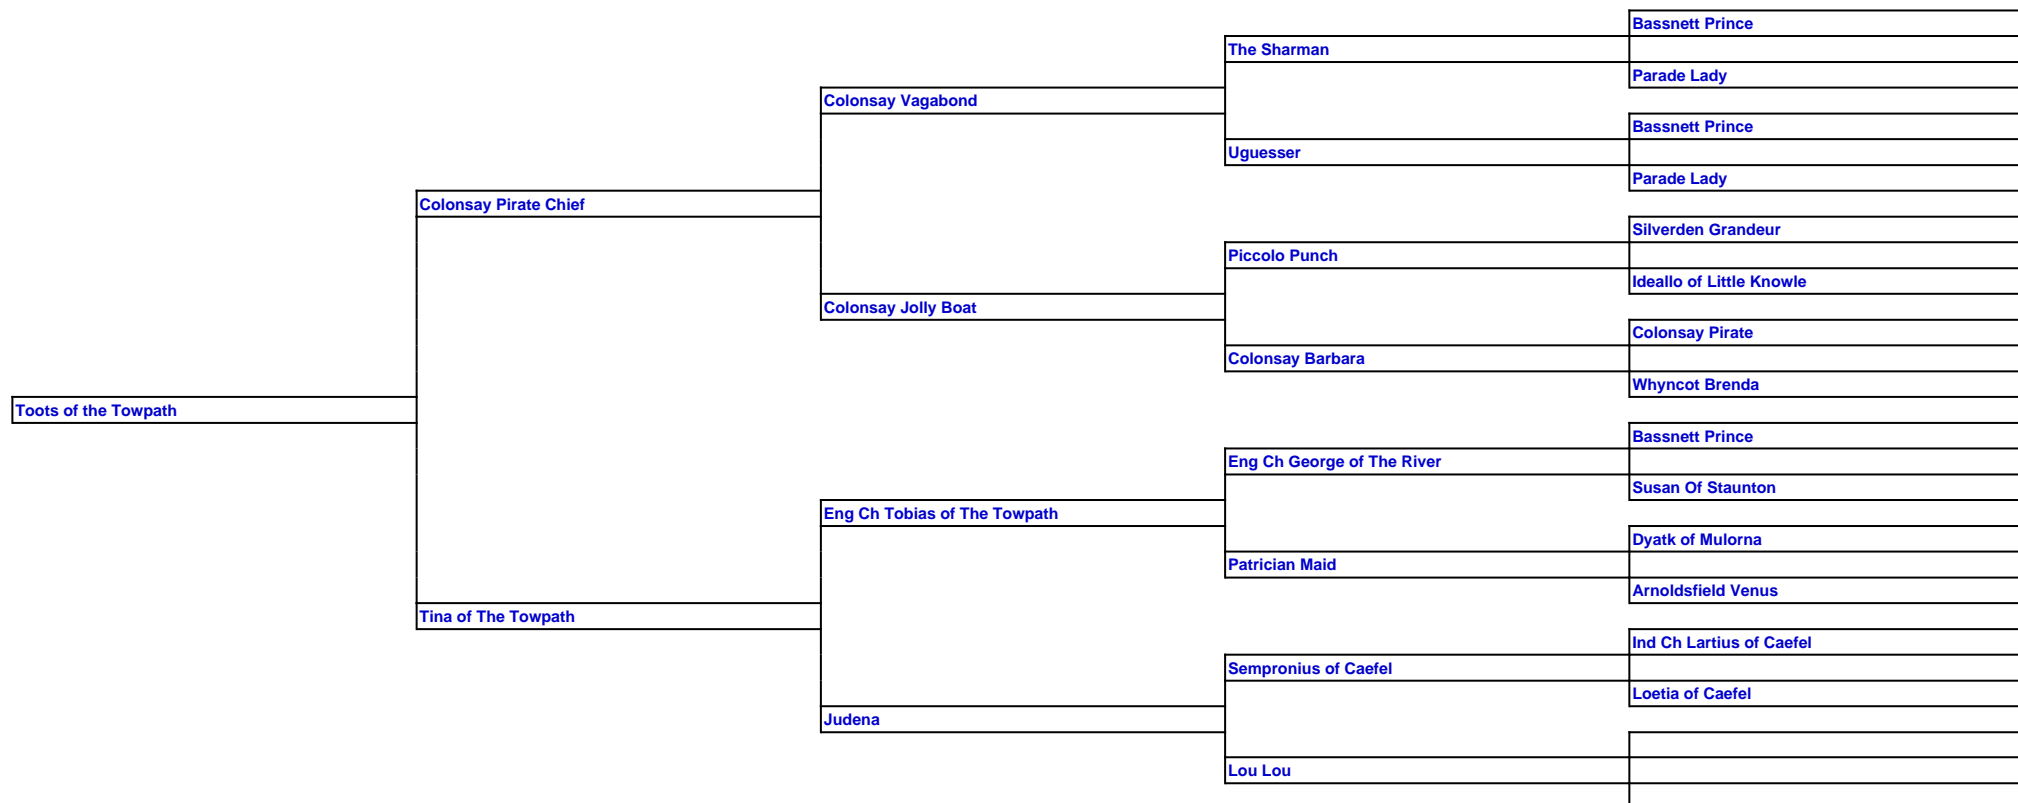 Bassnett Prince
The Sharman
Parade Lady
Colonsay Vagabond
Bassnett Prince
Uguesser
Parade Lady
Colonsay Pirate Chief
Silverden Grandeur
Piccolo Punch
Ideallo of Little Knowle
Colonsay Jolly Boat
Colonsay Pirate
Colonsay Barbara
Whyncot Brenda
Toots of the Towpath
Bassnett Prince
Eng Ch George of The River
Susan Of Staunton
Eng Ch Tobias of The Towpath
Dyatk of Mulorna
Patrician Maid
Arnoldsfield Venus
Tina of The Towpath
Ind Ch Lartius of Caefel
Sempronius of Caefel
Loetia of Caefel
Judena
Lou Lou